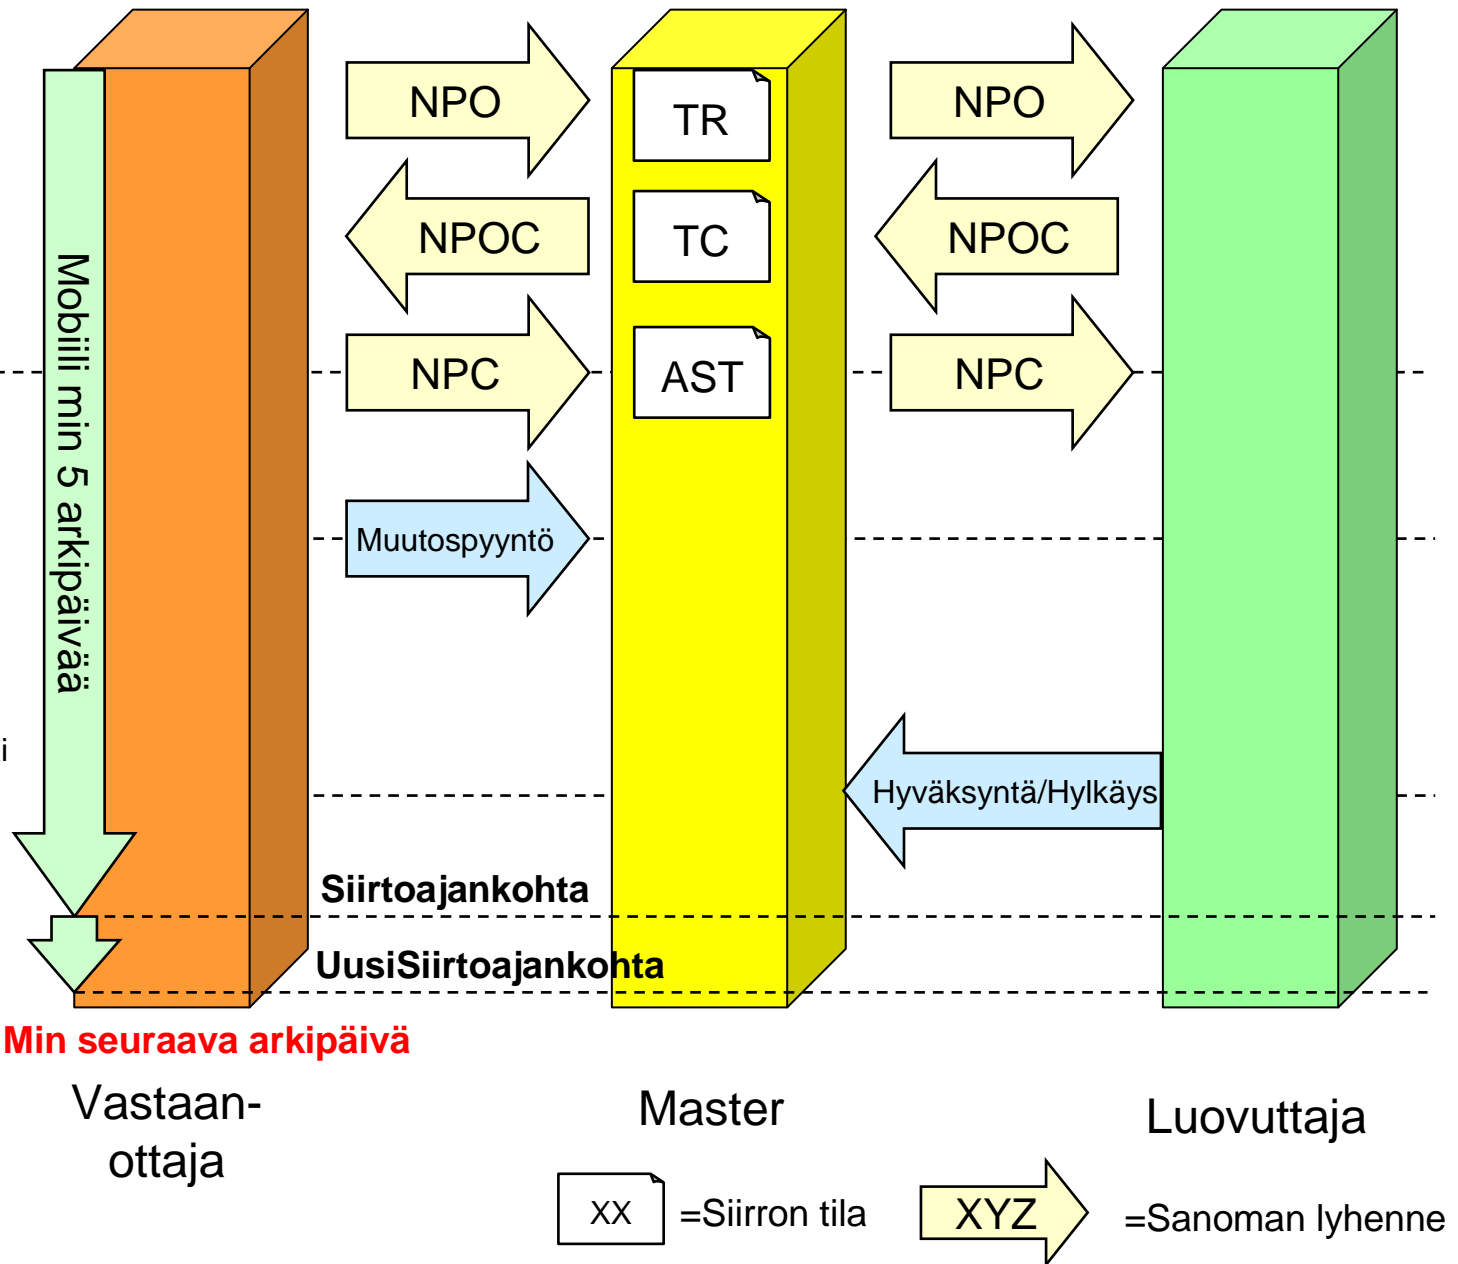 NPO
TR
NPO
NPOC
TC
NPOC
NPC
AST
NPC
Mobiili min 5 arkipäivää
Muutospyyntö
i
Hyväksyntä/Hylkäys
Siirtoajankohta
UusiSiirtoajankohta
Min seuraava arkipäivä
Vastaan-
ottaja
Master
Luovuttaja
XX
=Siirron tila
XYZ
=Sanoman lyhenne